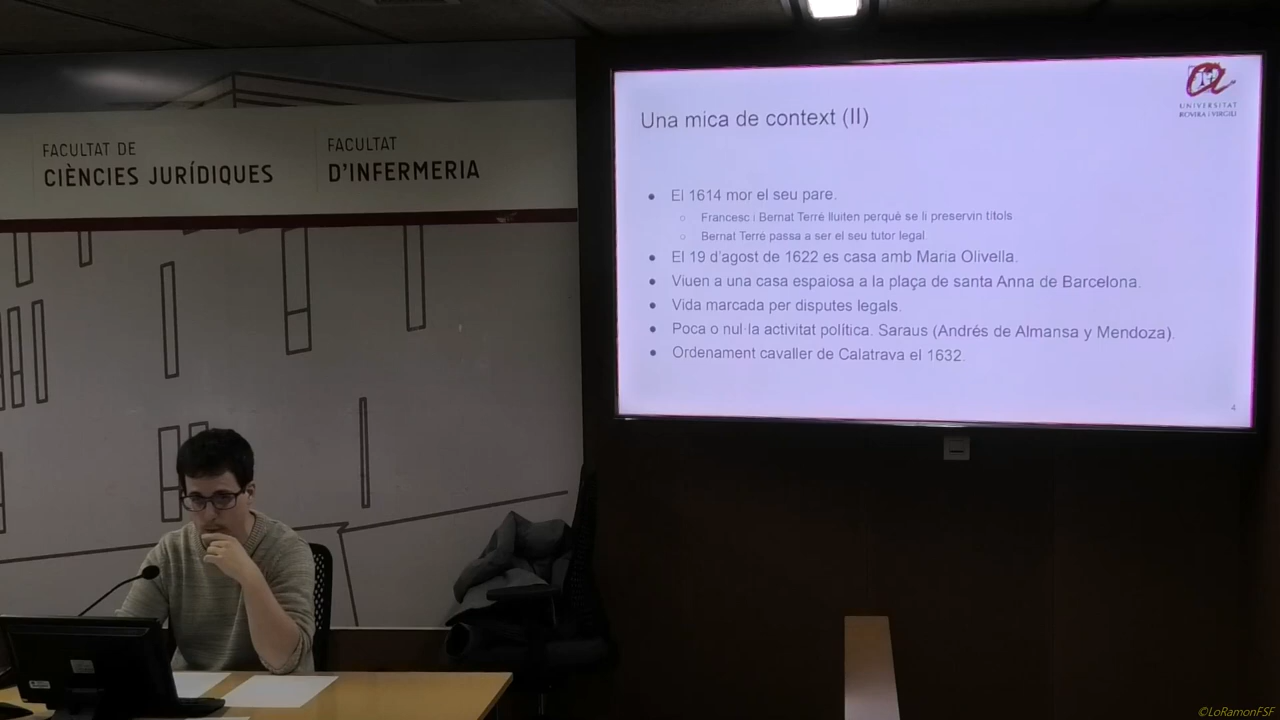 FACULTAT DE
CIÈNCIES JURÍDIQUES
FACULTAT
D'INFERMERIA
UNIVERSITAT
ROVIRA I VIRGILI
Una mica de context (II)
El 1614 mor el seu pare.
Francesc i Bernat Terré lluiten perquè se li preservin títols
Bernat Terré passa a ser el seu tutor legal.
El 19 d'agost de 1622 es casa amb Maria Olivella.
Viuen a una casa espaiosa a la plaça de santa Anna de Barcelona.
Vida marcada per disputes legals.
Poca o nul·la activitat política. Saraus (Andrés de Almansa y Mendoza).
Ordenament cavaller de Calatrava el 1632.
4
©LoRamonFSF